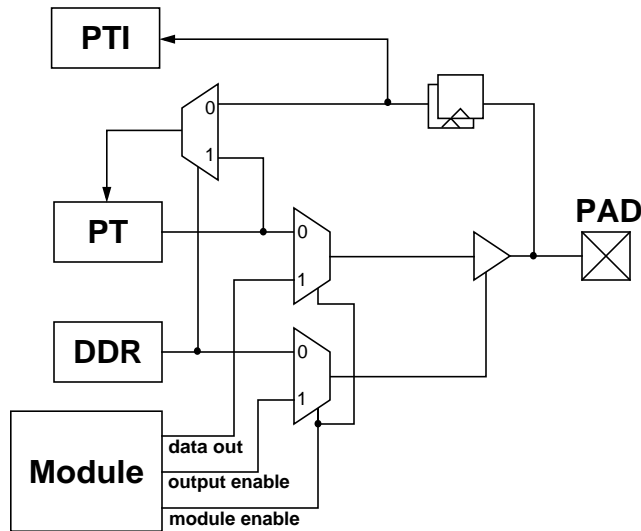 PTI
0
1
PT
PAD
0
1
DDR
0
1
Module
data out
output enable
module enable